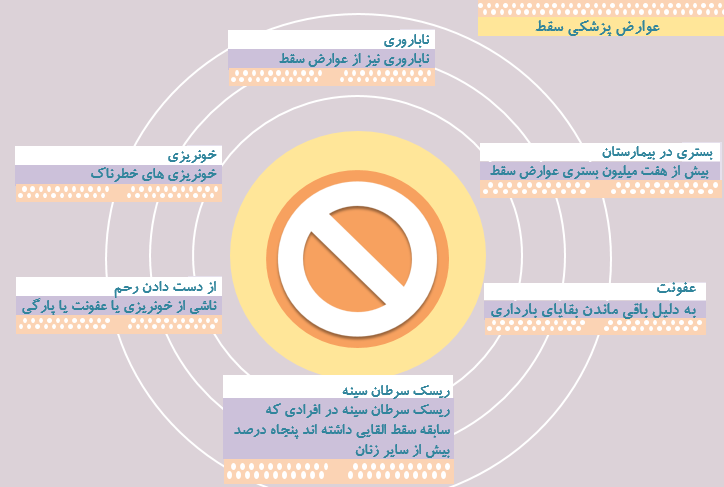 عوارض پزشکی سقط
ناباروری
ناباروری نیز از عوارض سقط
بستری در بیمارستان
بیش از هفت میلیون بستری عوارض سقط
خونریزی
خونریزی های خطرناک
عفونت
به دلیل باقی ماندن بقایای بارداری
از دست دادن رحم
ناشی از خونریزی یا عفونت یا پارگی
ریسک سرطان سینه
ریسک سرطان سینه در افرادی که
سابقه سقط القایی داشته اند پنجاه درصد
بیش از سایر زنان